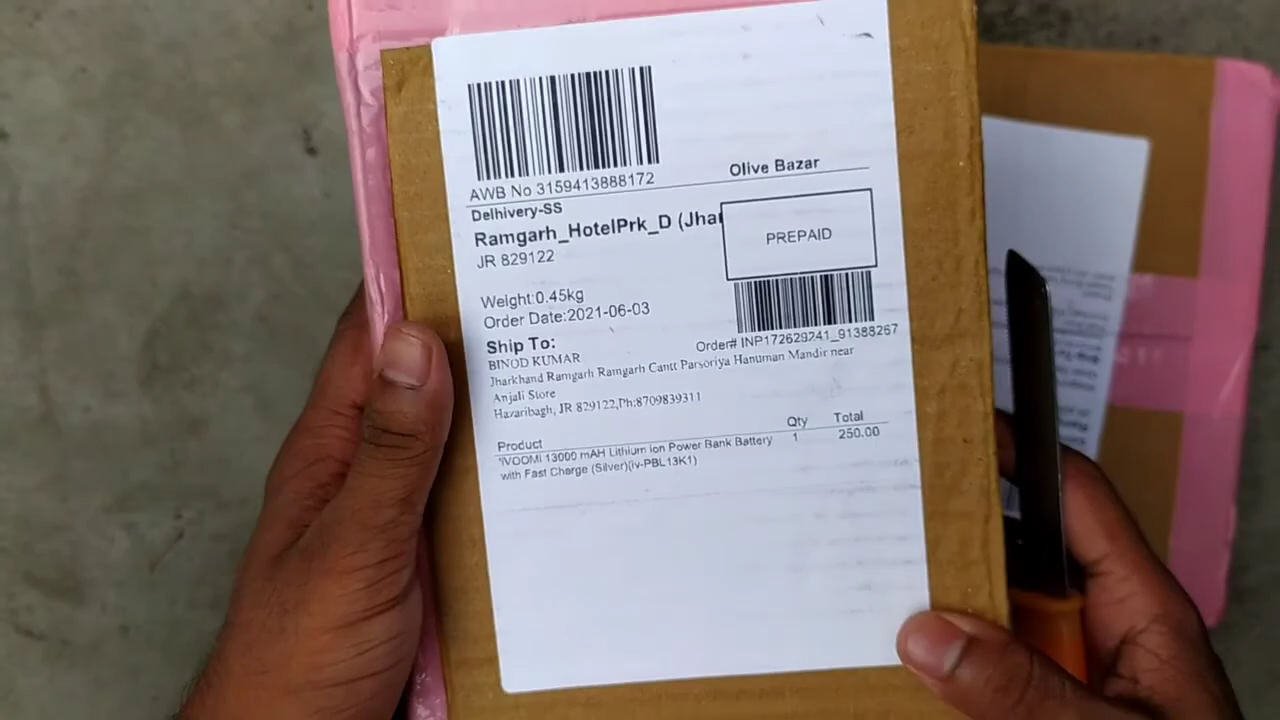 AWB No 3159413888172
Olive Bazar
Delhivery-SS
Ramgarh_HotelPrk_D (Jhar
JR 829122
PREPAID
Weight:0.45kg
Order Date:2021-06-03
Order# INP172629241_91388267
Ship To:
BINOD KUMAR
Jharkhand Ramgarh Ramgarh Cantt Parsoriya Hanuman Mandir near
Anjali Store
Hazaribagh, JR 829122,Ph:8709839311
Product Qty Total
'IVOOMi 13000 mAH Lithium ion Power Bank Battery 1 250.00
with Fast Charge (Silver)(iv-PBL13K1)